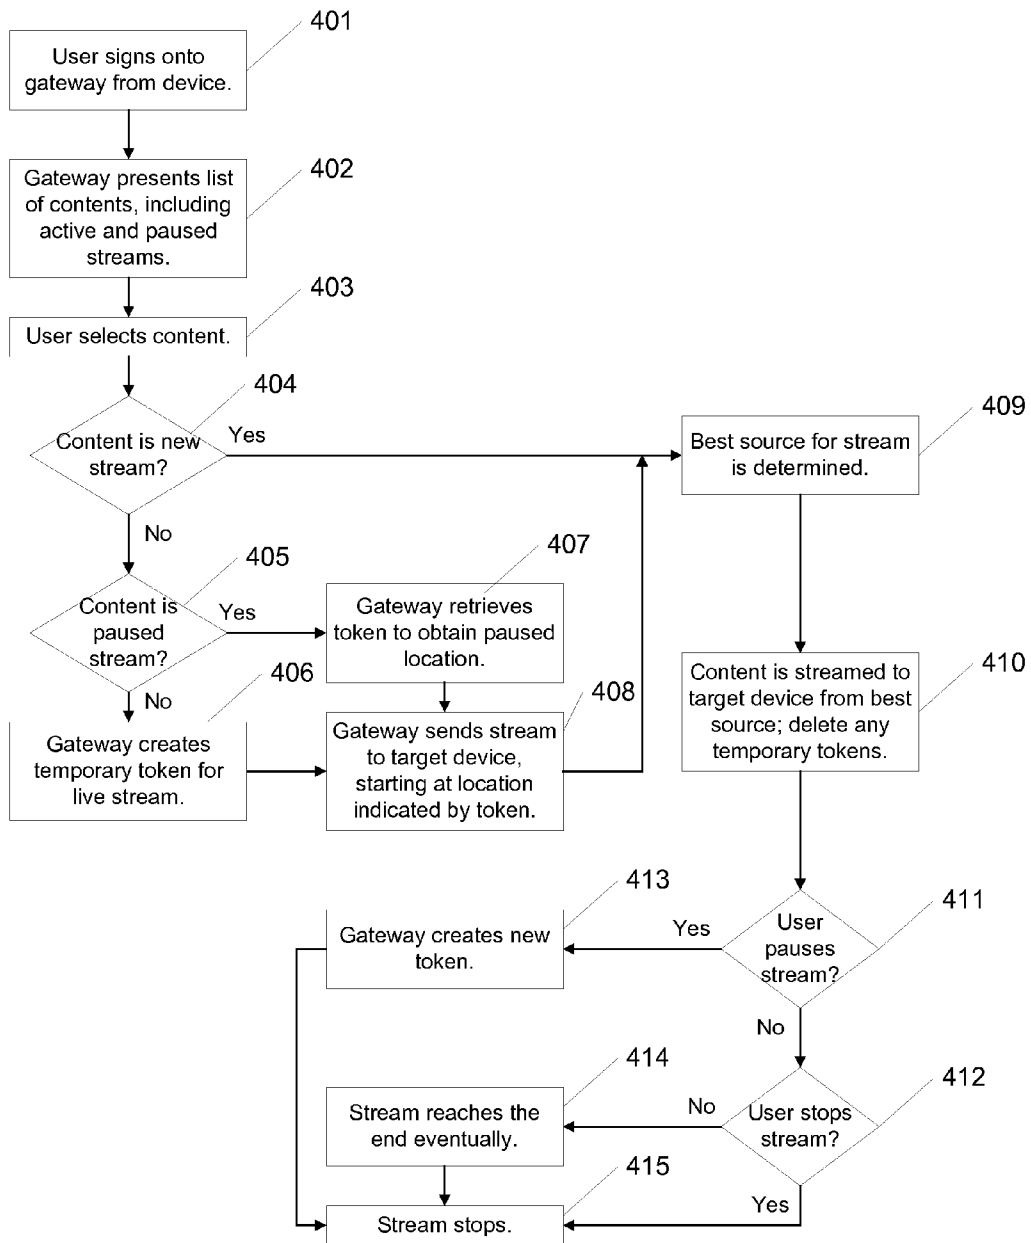 401
User signs onto
gateway from device.
402
Gateway presents list
of contents, including
active and paused
streams.
403
User selects content.
404
Content is new
stream?
Yes
No
409
Best source for stream
is determined.
405
Content is
paused
stream?
Yes
No
407
Gateway retrieves
token to obtain paused
location.
406
Gateway creates
temporary token for
live stream.
408
Gateway sends stream
to target device,
starting at location
indicated by token.
410
Content is streamed to
target device from best
source; delete any
temporary tokens.
411
User
pauses
stream?
Yes
No
413
Gateway creates new
token.
412
User stops
stream?
No
Yes
414
Stream reaches the
end eventually.
415
Stream stops.